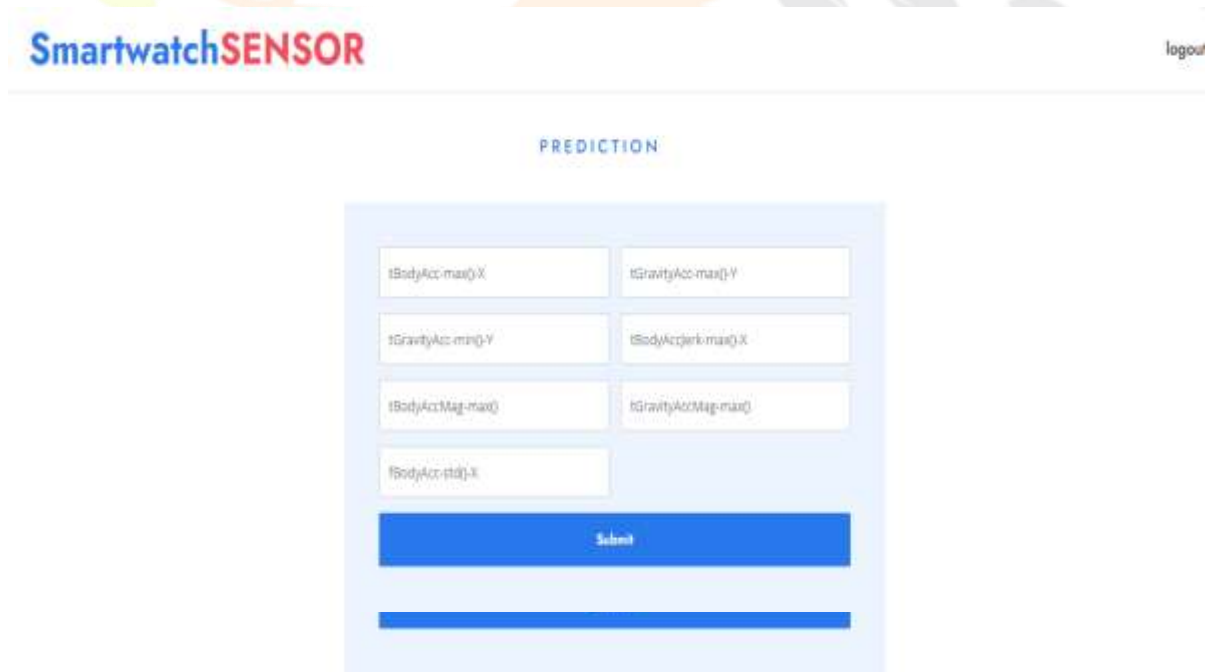 SmartwatchSENSOR
logout
PREDICTION
tBodyAcc-max()-X
tGravityAcc-max()-Y
tGravityAcc-min()-Y
tBodyAccJerk-max()-X
tBodyAccMag-max()
tGravityAccMag-max()
fBodyAcc-std()-X
Submit